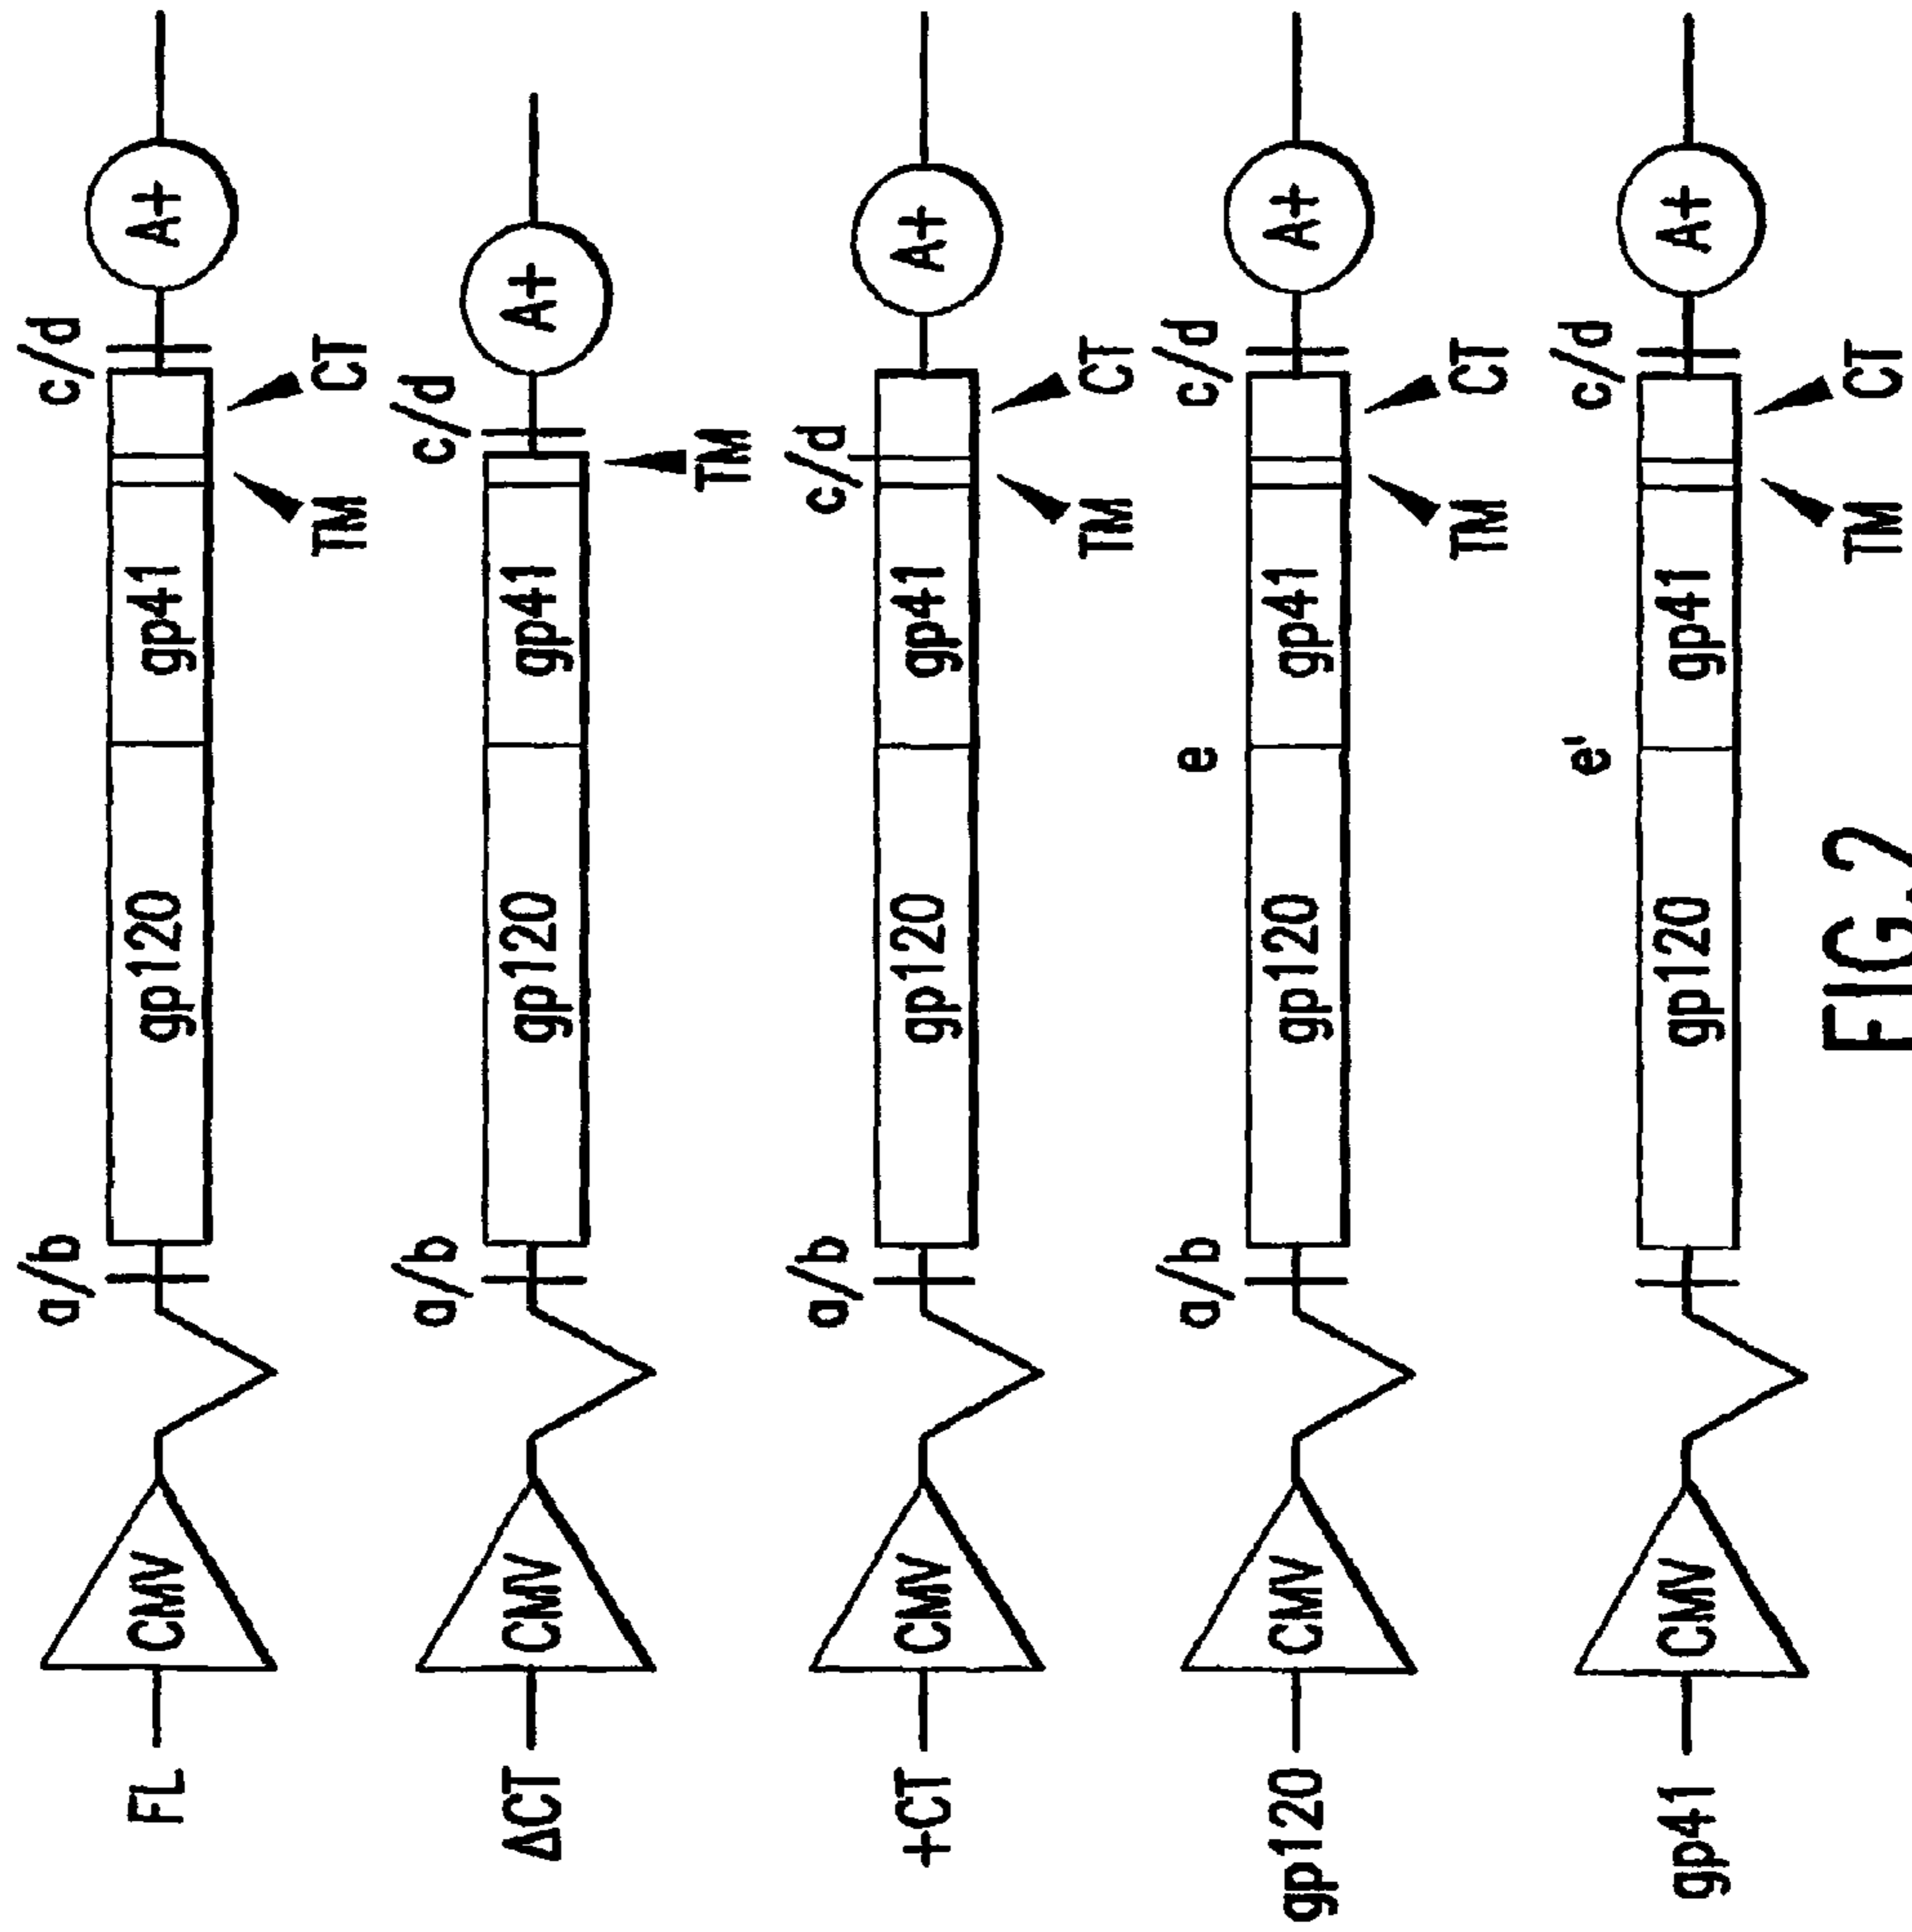 FL CMV a/b gp120 gp41 c/d A+
TM CT
ΔCT CMV a/b gp120 gp41 c/d A+
TM
+CT CMV a/b gp120 gp41 c/d A+
TM CT
gp120 CMV a/b gp120 e gp41 c/d A+
TM CT
gp41 CMV gp120 e' gp41 c/d A+
TM CT
FIG.2